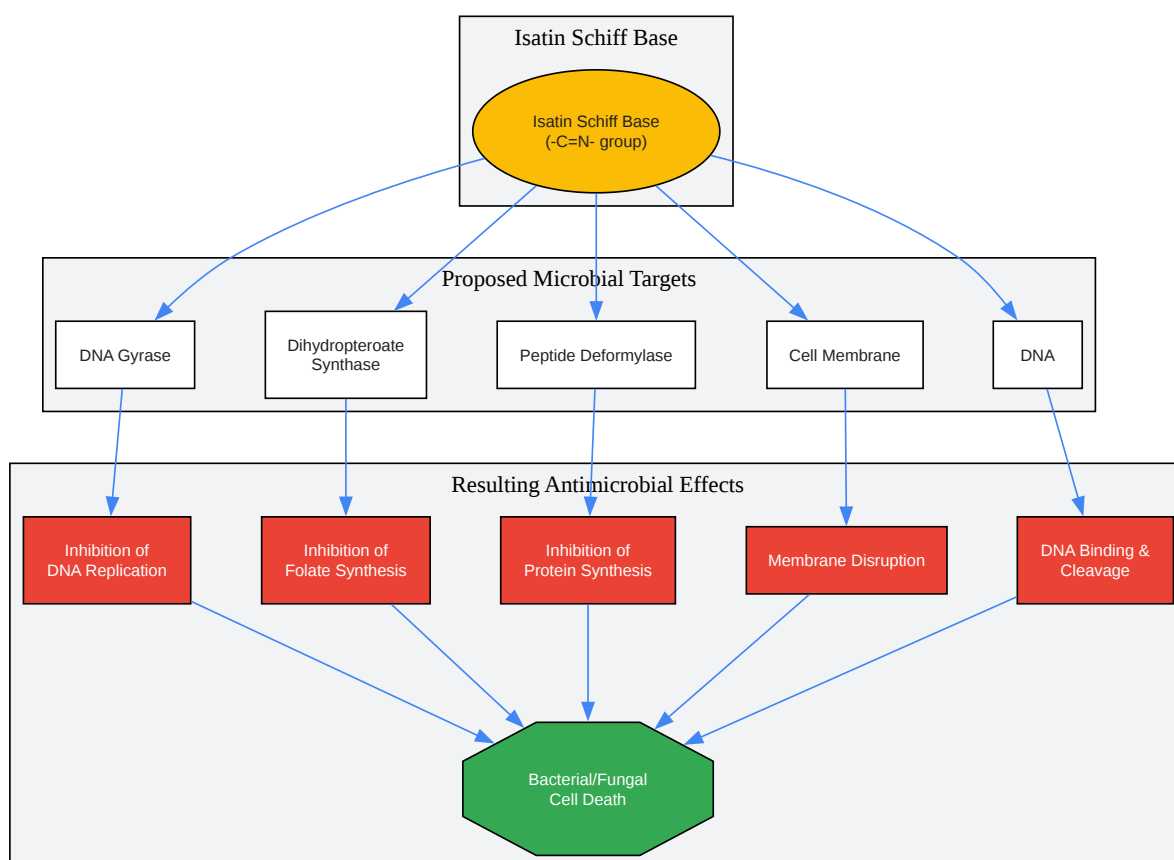 Isatin Schiff Base
Isatin Schiff Base
(-C=N- group)
Proposed Microbial Targets
DNA Gyrase
Dihydropteroate
Synthase
Peptide Deformylase
Cell Membrane
DNA
Resulting Antimicrobial Effects
Inhibition of
DNA Replication
Inhibition of
Folate Synthesis
Inhibition of
Protein Synthesis
Membrane Disruption
DNA Binding &
Cleavage
Bacterial/Fungal
Cell Death